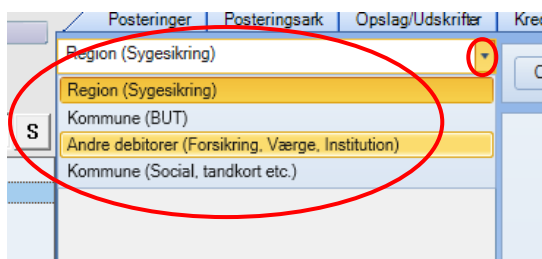 Posteringer Posteringsark Opslag/Udskrifter
Region (Sygesikring)
Region (Sygesikring)
Kommune (BUT)
S
Andre debitorer (Forsikring, Værge, Institution)
Kommune (Social, tandkort etc.)